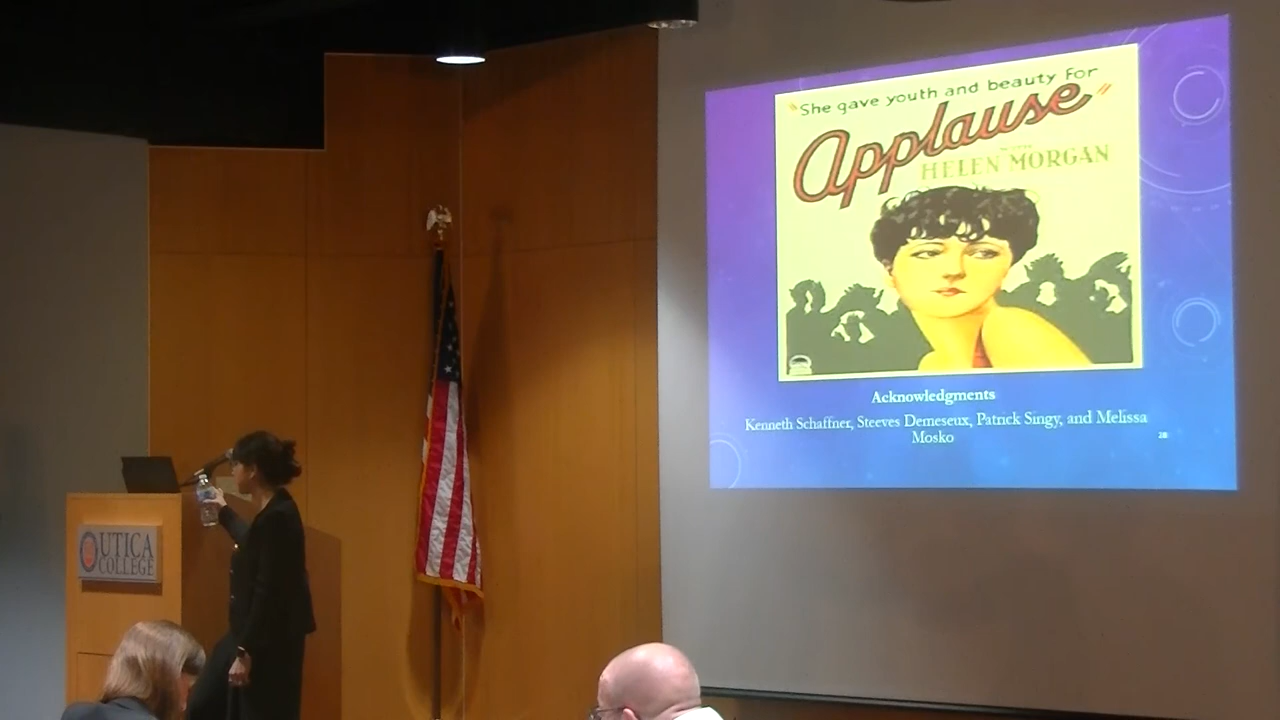 "She gave youth and beauty for
Applause"
WITH
HELEN MORGAN
Acknowledgments
Kenneth Schaffner, Steeves Demeseux, Patrick Singy, and Melissa
Mosko
28
UTICA
COLLEGE